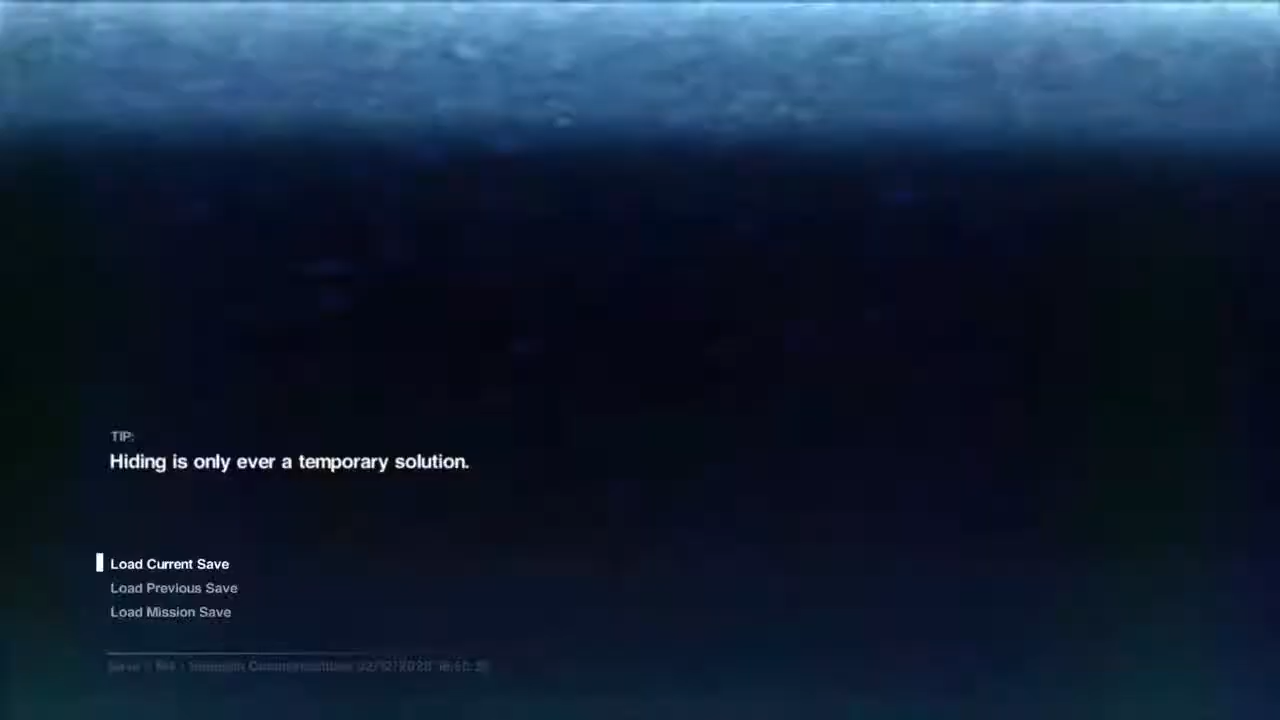 TIP:
Hiding is only ever a temporary solution.
Load Current Save
Load Previous Save
Load Mission Save